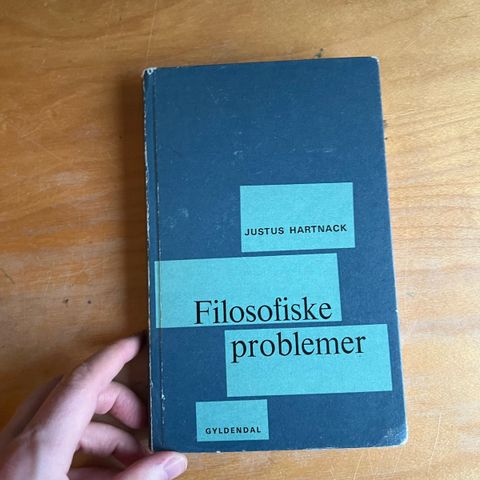 JUSTUS HARTNACK
Filosofiske
problemer
GYLDENDAL